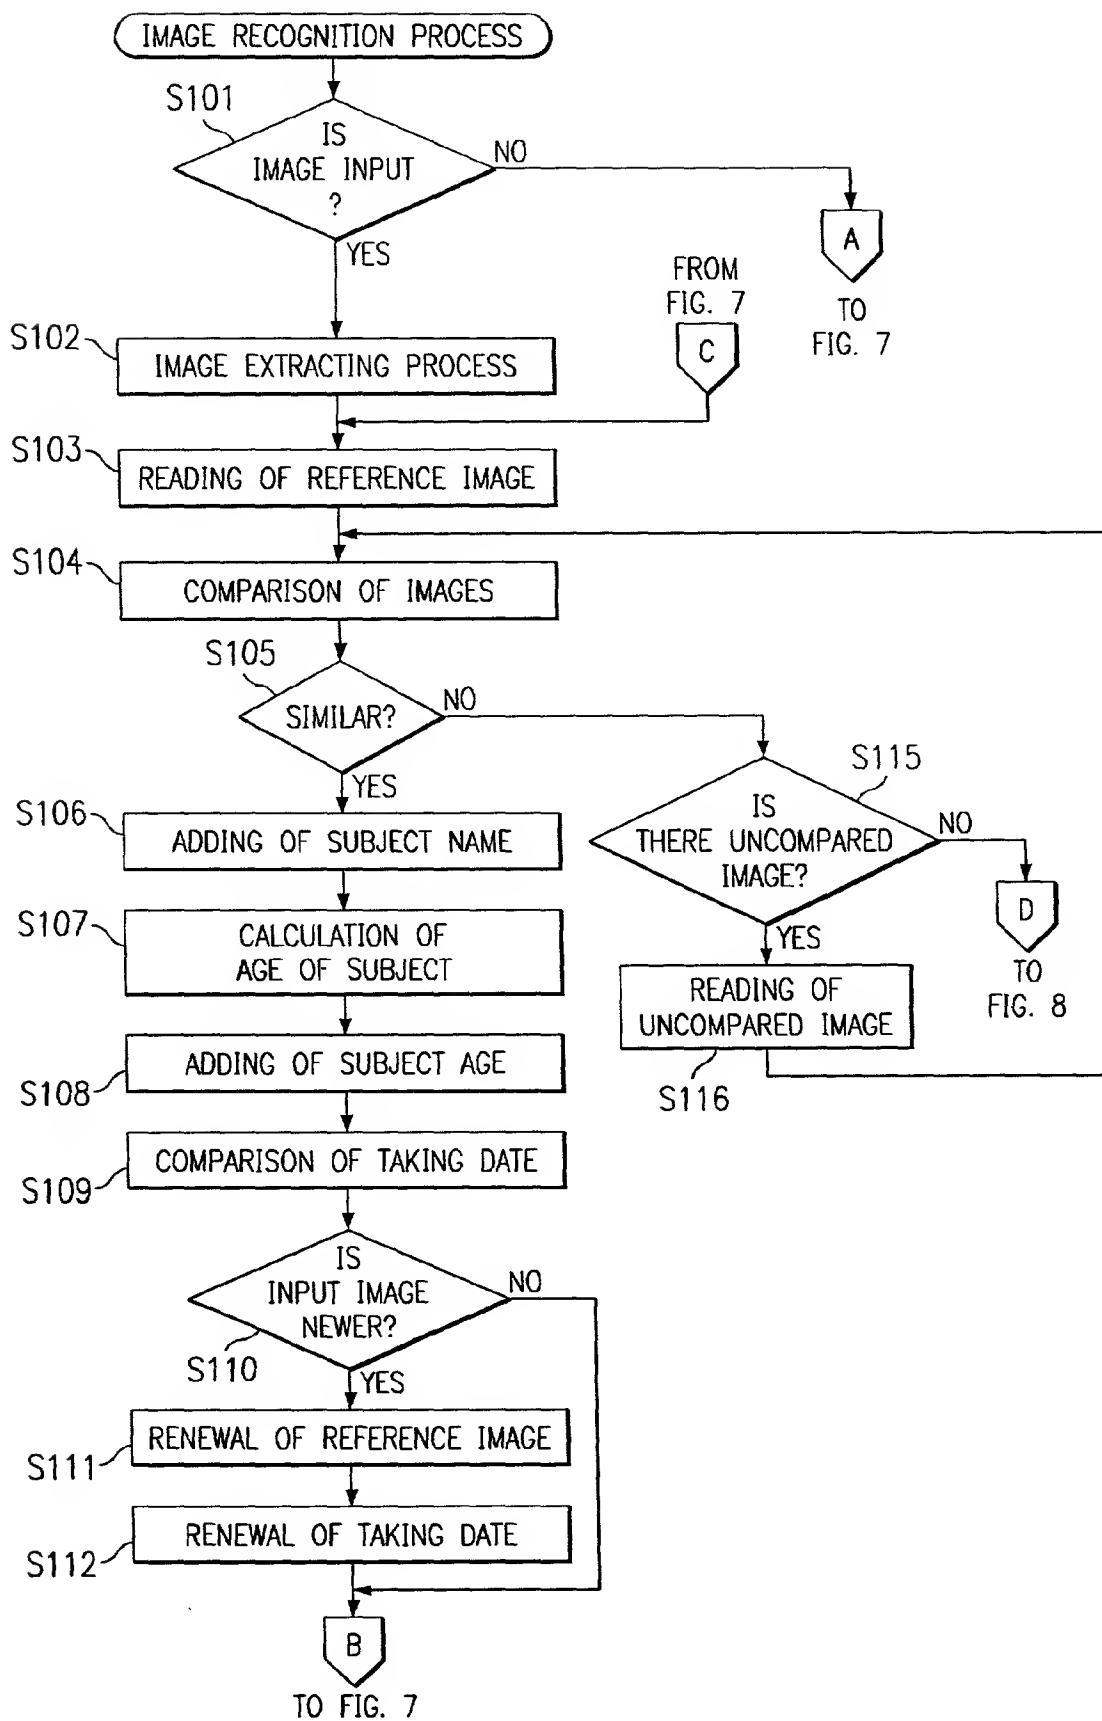 IMAGE RECOGNITION PROCESS
S101
IS
IMAGE INPUT
?
NO
YES
A
TO
FIG. 7
FROM
FIG. 7
C
S102
IMAGE EXTRACTING PROCESS
S103
READING OF REFERENCE IMAGE
S104
COMPARISON OF IMAGES
S105
SIMILAR?
NO
YES
S115
IS
THERE UNCOMPARED
IMAGE?
NO
YES
D
TO
FIG. 8
READING OF
UNCOMPARED IMAGE
S116
S106
ADDING OF SUBJECT NAME
S107
CALCULATION OF
AGE OF SUBJECT
S108
ADDING OF SUBJECT AGE
S109
COMPARISON OF TAKING DATE
IS
INPUT IMAGE
NEWER?
NO
S110
YES
S111
RENEWAL OF REFERENCE IMAGE
S112
RENEWAL OF TAKING DATE
B
TO FIG. 7